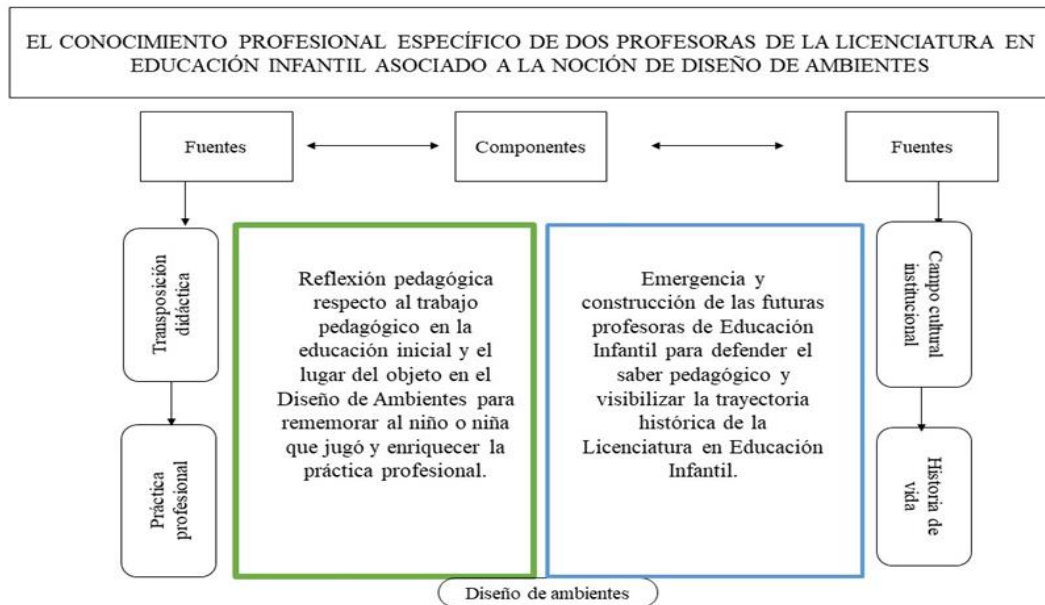 EL CONOCIMIENTO PROFESIONAL ESPECÍFICO DE DOS PROFESORAS DE LA LICENCIATURA EN
EDUCACIÓN INFANTIL ASOCIADO A LA NOCIÓN DE DISEÑO DE AMBIENTES
Fuentes
Componentes
Fuentes
Transposición
didáctica
Práctica
profesional
Reflexión pedagógica
respecto al trabajo
pedagógico en la
educación inicial y el
lugar del objeto en el
Diseño de Ambientes para
rememorar al niño o niña
que jugó y enriquecer la
práctica profesional.
Emergencia y
construcción de las futuras
profesoras de Educación
Infantil para defender el
saber pedagógico y
visibilizar la trayectoria
histórica de la
Licenciatura en Educación
Infantil.
Campo cultural
institucional
Historia de
vida
Diseño de ambientes